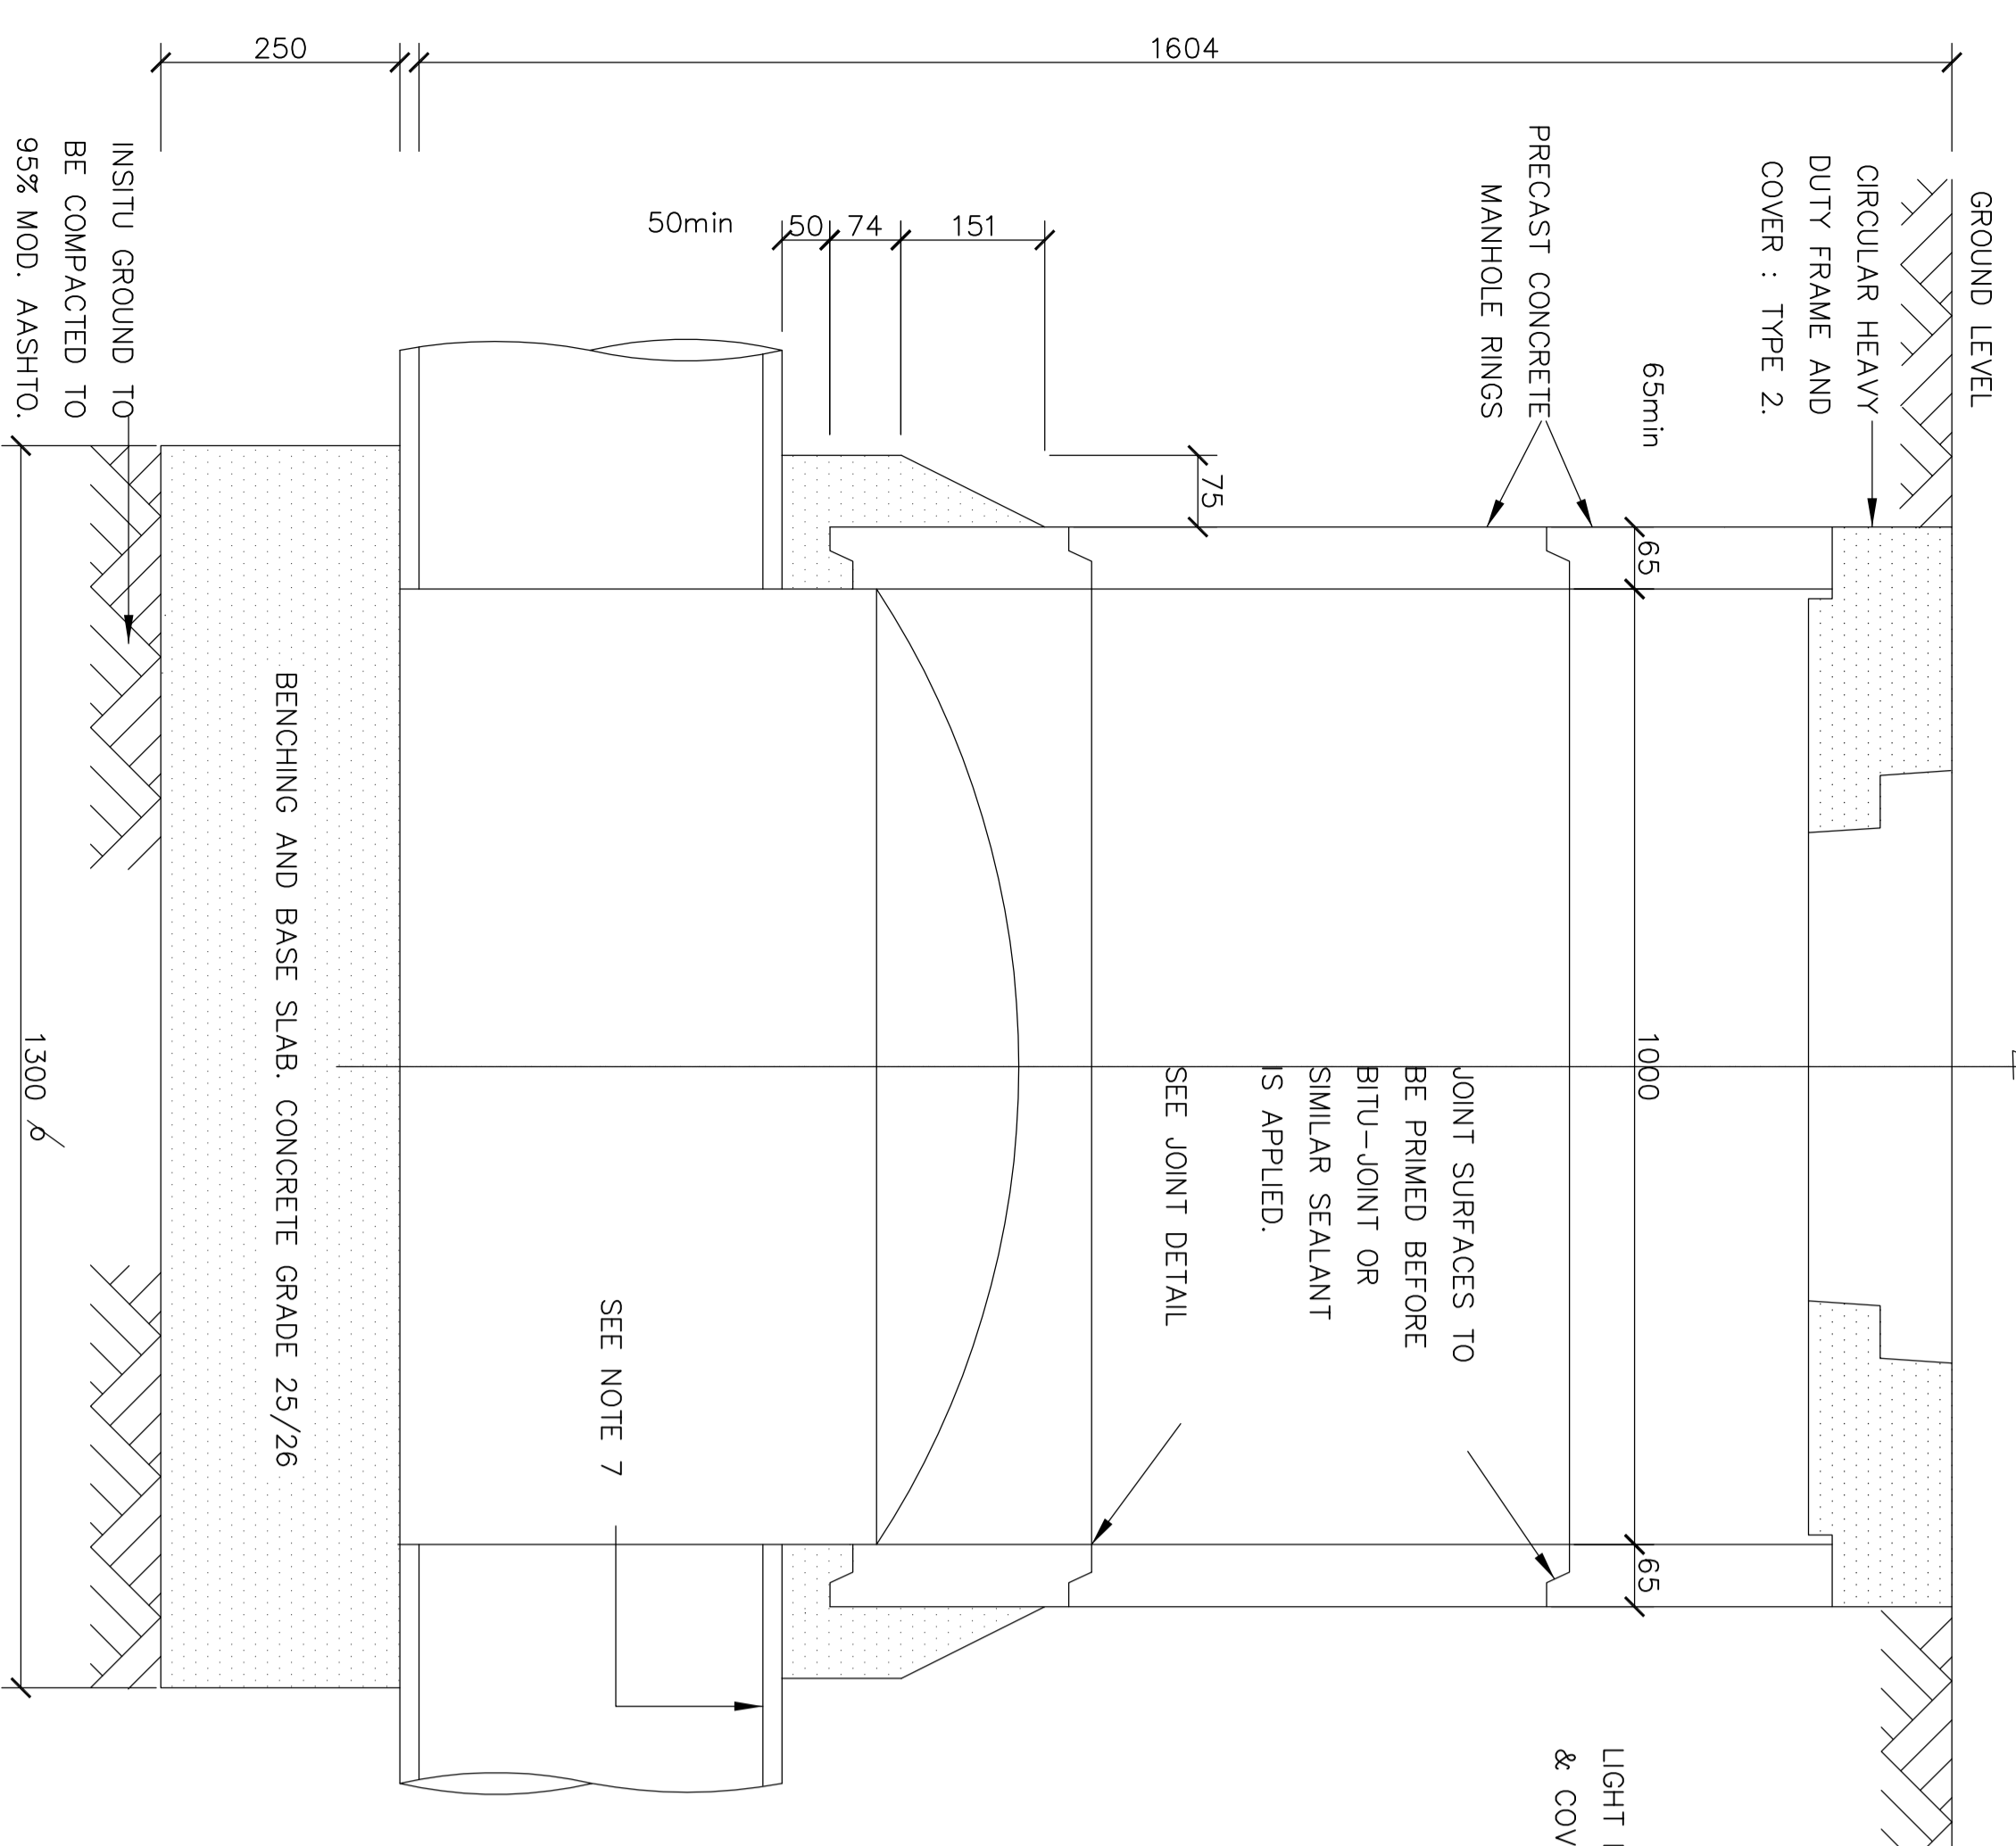 GROUND LEVEL
CIRCULAR HEAVY
DUTY FRAME AND
COVER : TYPE 2.
65min
PRECAST CONCRETE
MANHOLE RINGS
65
1000
65
75
JOINT SURFACES TO
BE PRIMED BEFORE
BITU-JOINT OR
SIMILAR SEALANT
IS APPLIED.
SEE JOINT DETAIL
SEE NOTE 7
BENCHING AND BASE SLAB. CONCRETE GRADE 25/26
INSITU GROUND TO
BE COMPACTED TO
95% MOD. AASHTO.
1300
250
1604
50min
50
74
151
LIGHT
& COV